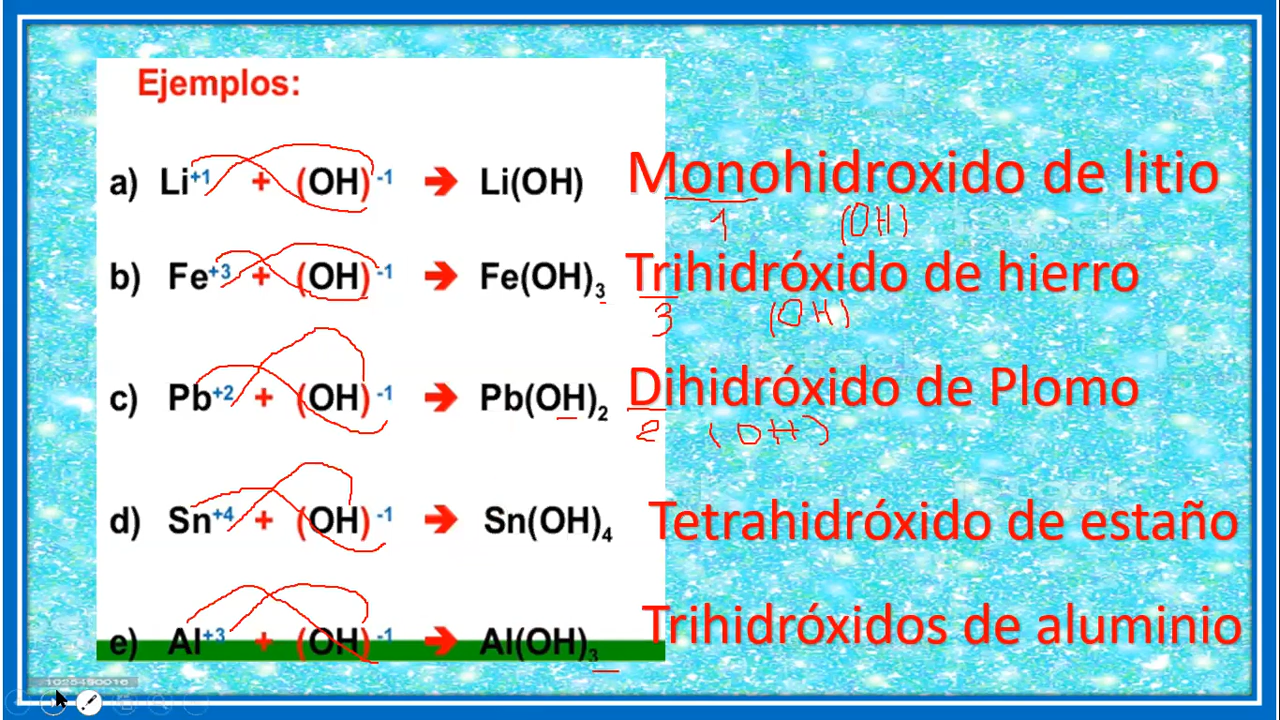 Ejemplos:
a) Li+1 + (OH)-1 → Li(OH) Monohidroxido de litio
1 (OH)
b) Fe+3 + (OH)-1 → Fe(OH)3 Trihidróxido de hierro
3 (OH)
c) Pb+2 + (OH)-1 → Pb(OH)2 Dihidróxido de Plomo
2 (OH)
d) Sn+4 + (OH)-1 → Sn(OH)4 Tetrahidróxido de estaño
e) Al+3 + (OH)-1 → Al(OH)3 Trihidróxidos de aluminio